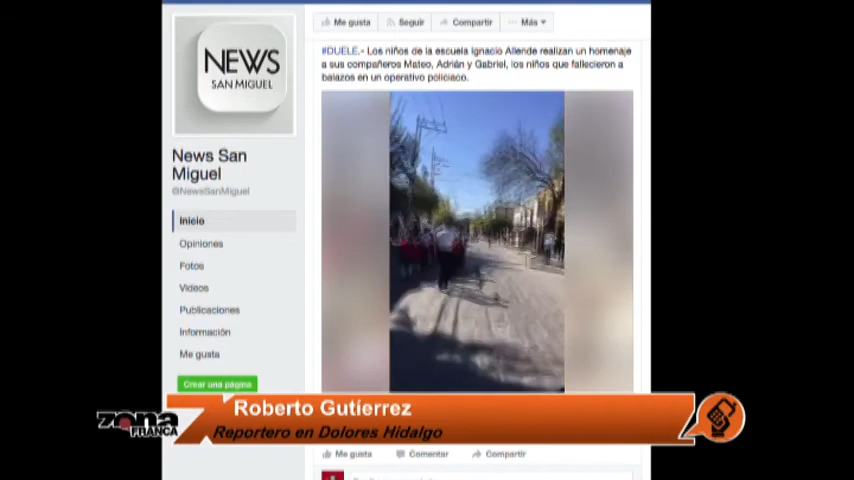 NEWS
SAN MIGUEL
News San
Miguel
@NewsSanMiguel
Inicio
Opiniones
Fotos
Videos
Publicaciones
Información
Me gusta
Crear una página
Me gusta Seguir Compartir Más
#DUELE.- Los niños de la escuela Ignacio Allende realizan un homenaje
a sus compañeros Mateo, Adrián y Gabriel, los niños que fallecieron a
balazos en un operativo policiaco.
Roberto Gutíerrez
Reportero en Dolores Hidalgo
zona
FRANCA
Me gusta Comentar Compartir